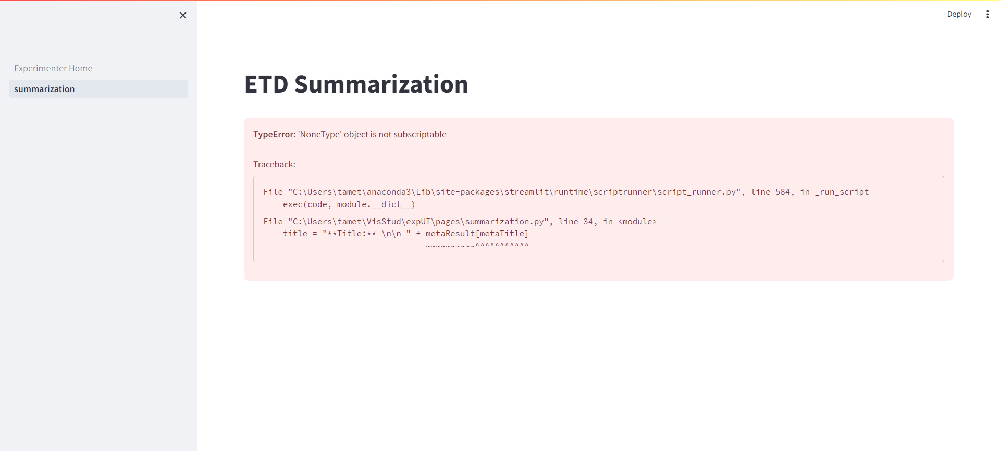 Deploy
Experimenter Home
summarization
ETD Summarization
TypeError: 'NoneType' object is not subscriptable
Traceback:
File "C:\Users\tamet\anaconda3\Lib\site-packages\streamlit\runtime\scriptrunner\script_runner.py", line 584, in _run_script
    exec(code, module.__dict__)
File "C:\Users\tamet\VisStud\expUI\pages\summarization.py", line 34, in <module>
    title = "**Title:** \n\n " + metaResult[metaTitle]
                                 ~~~~~~~~~~^^^^^^^^^^^